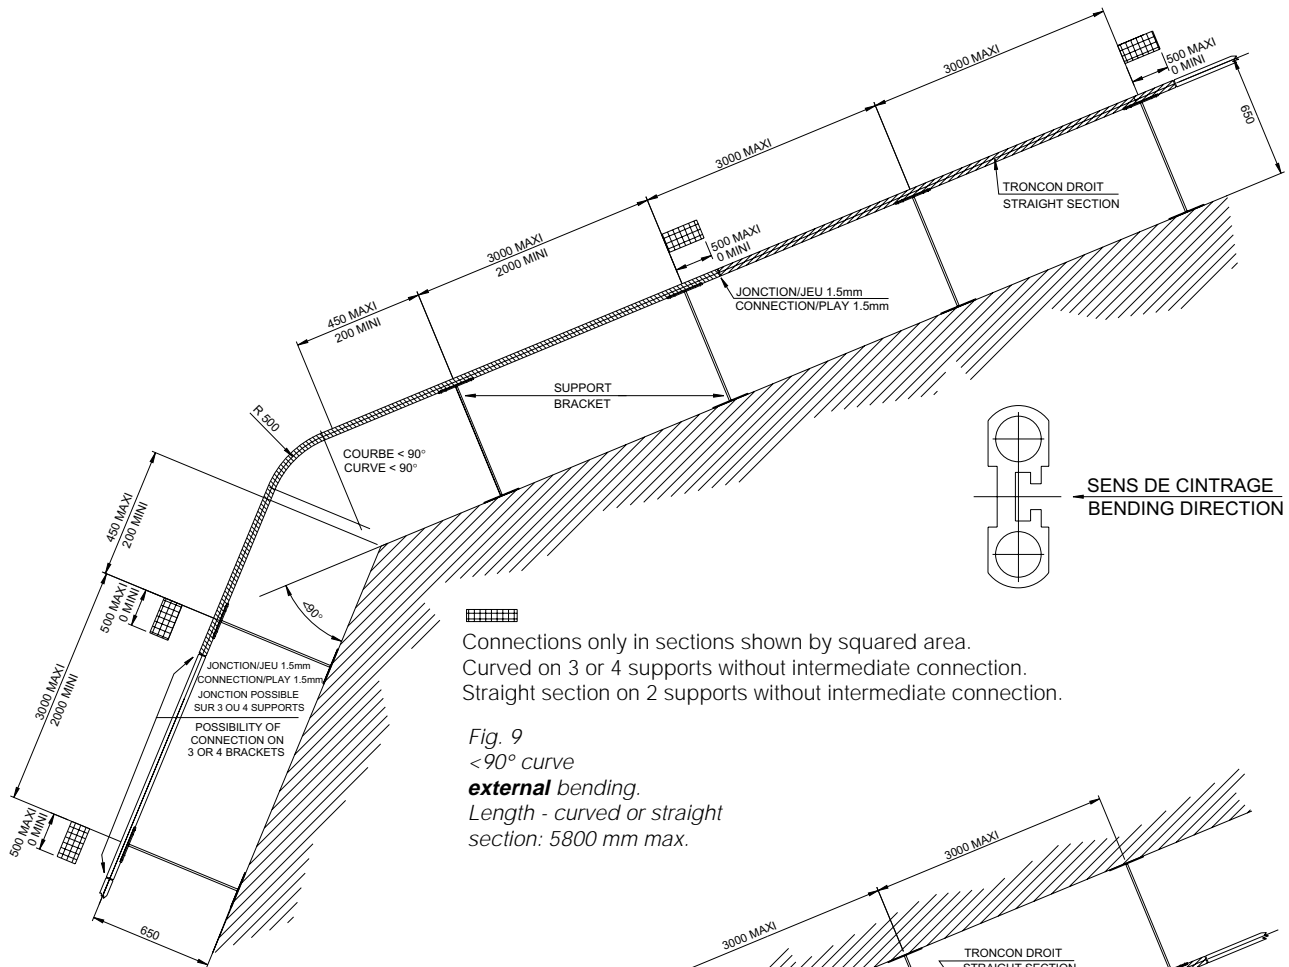 3000 MAXI
500 MAXI
0 MINI
650
3000 MAXI
TRONCON DROIT
STRAIGHT SECTION
3000 MAXI
2000 MINI
500 MAXI
0 MINI
JONCTION/JEU 1.5mm
CONNECTION/PLAY 1.5mm
450 MAXI
200 MINI
SUPPORT
BRACKET
R 500
COURBE < 90°
CURVE < 90°
SENS DE CINTRAGE
BENDING DIRECTION
450 MAXI
200 MINI
<90°
500 MAXI
0 MINI
3000 MAXI
2000 MINI
JONCTION/JEU 1.5mm
CONNECTION/PLAY 1.5mm
JONCTION POSSIBLE
SUR 3 OU 4 SUPPORTS
POSSIBILITY OF
CONNECTION ON
3 OR 4 BRACKETS
500 MAXI
0 MINI
650
Connections only in sections shown by squared area.
Curved on 3 or 4 supports without intermediate connection.
Straight section on 2 supports without intermediate connection.
Fig. 9
<90° curve
external bending.
Length - curved or straight
section: 5800 mm max.
3000 MAXI
3000 MAXI
TRONCON DROIT
STRAIGHT SECTION